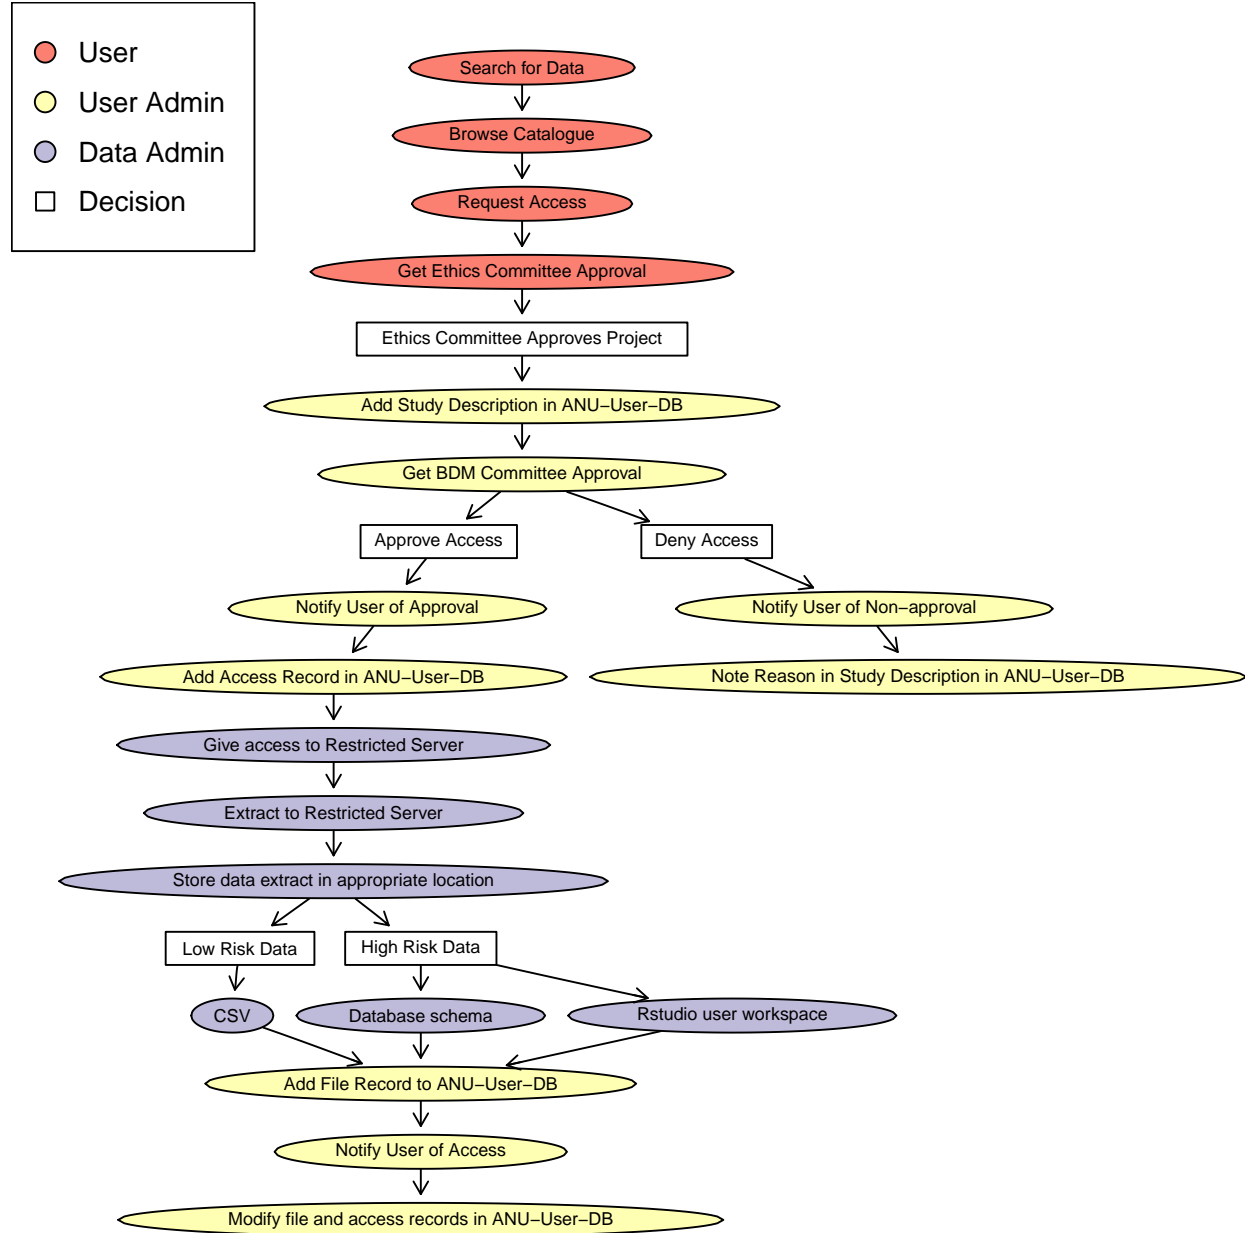 User
User Admin
Data Admin
Decision
Search for Data
Browse Catalogue
Request Access
Get Ethics Committee Approval
Ethics Committee Approves Project
Add Study Description in ANU−User−DB
Get BDM Committee Approval
Approve Access
Deny Access
Notify User of Approval
Notify User of Non−approval
Add Access Record in ANU−User−DB
Note Reason in Study Description in ANU−User−DB
Give access to Restricted Server
Extract to Restricted Server
Store data extract in appropriate location
Low Risk Data
High Risk Data
CSV
Database schema
Rstudio user workspace
Add File Record to ANU−User−DB
Notify User of Access
Modify file and access records in ANU−User−DB